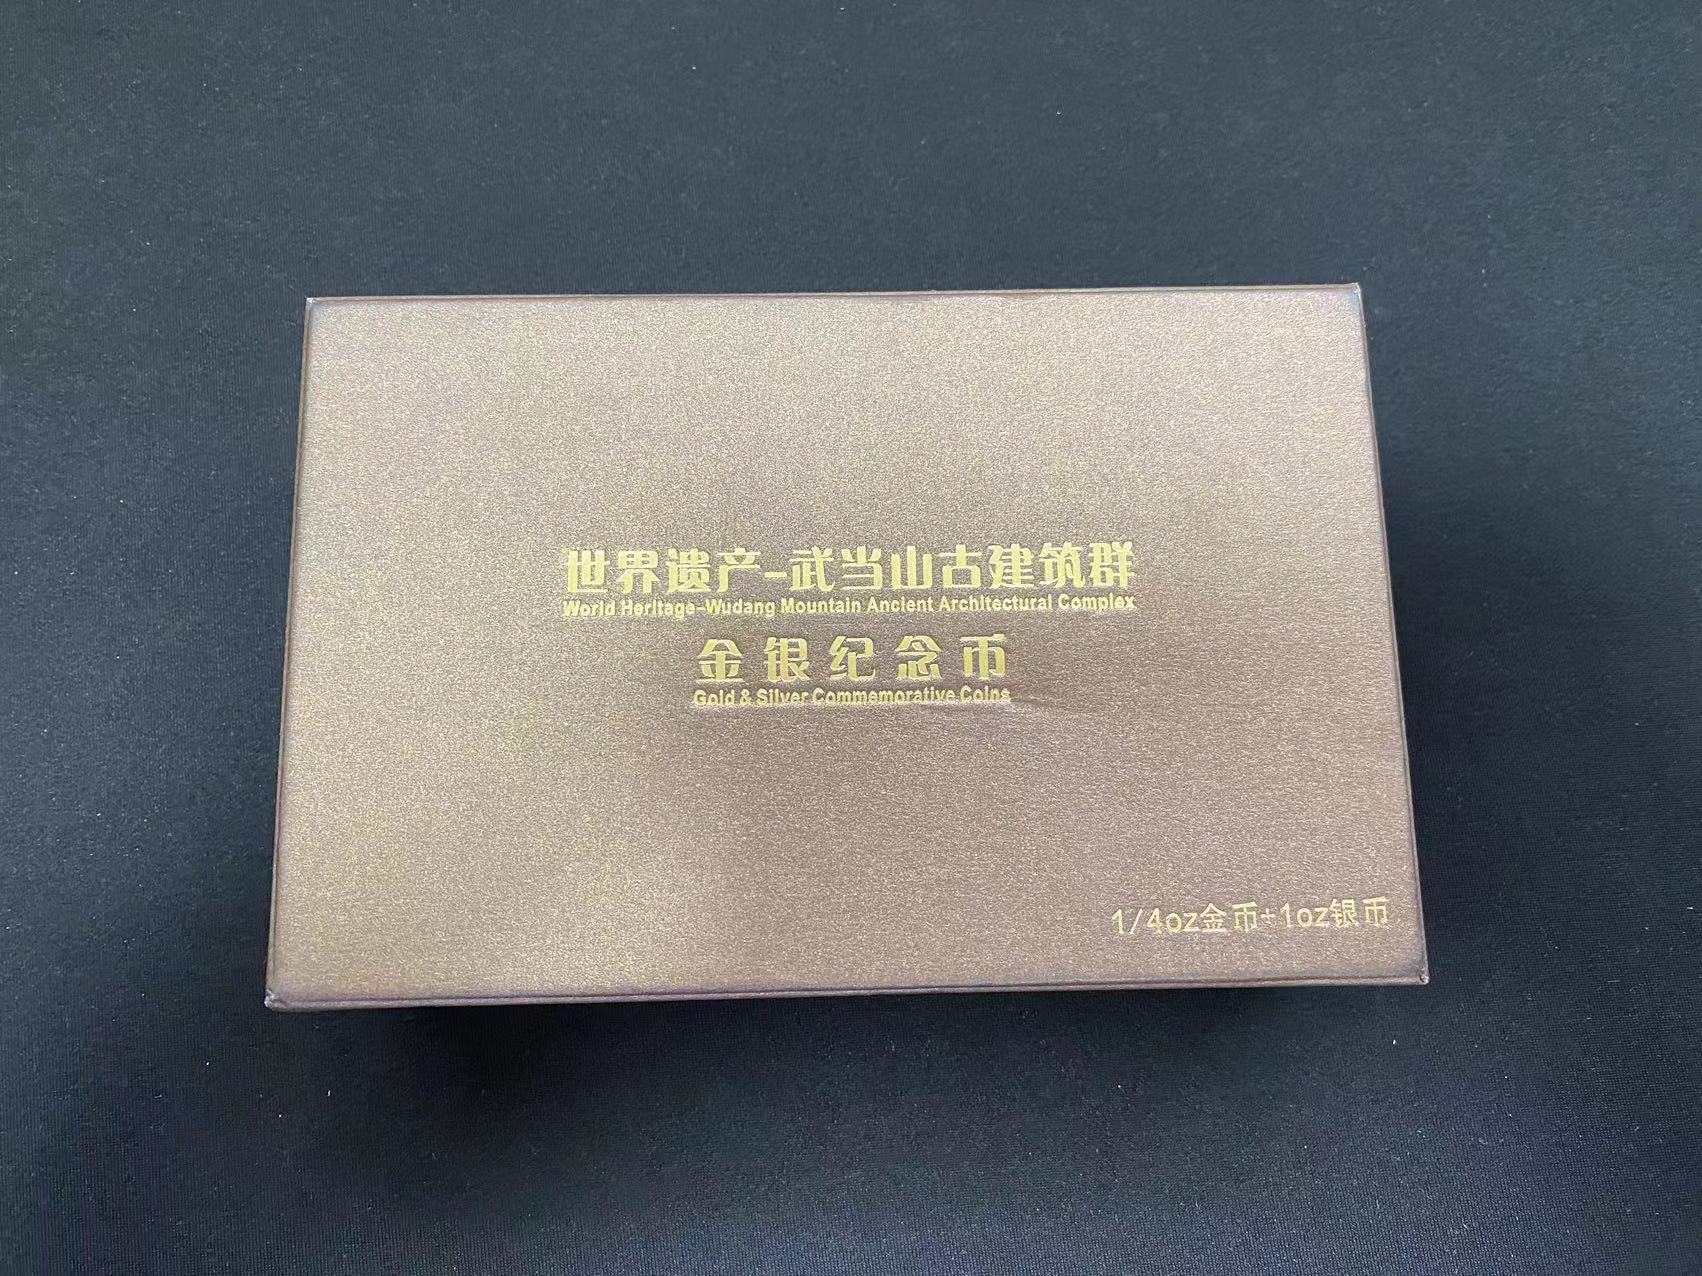 世界遗产-武当山古建筑群
World Heritage-Wudang Mountain Ancient Architectural Complex
金银纪念币
Gold & Silver Commemorative Coins
1/4oz金币+1oz银币